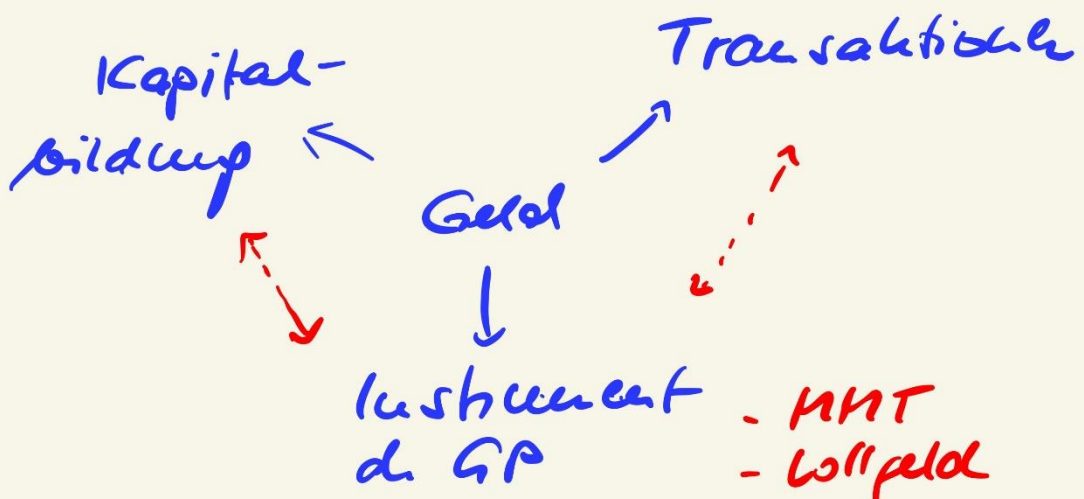 Kapital-
bildung
Transaktionen
Geld
Instrument
d. GP
- MMT
- Vollgeld